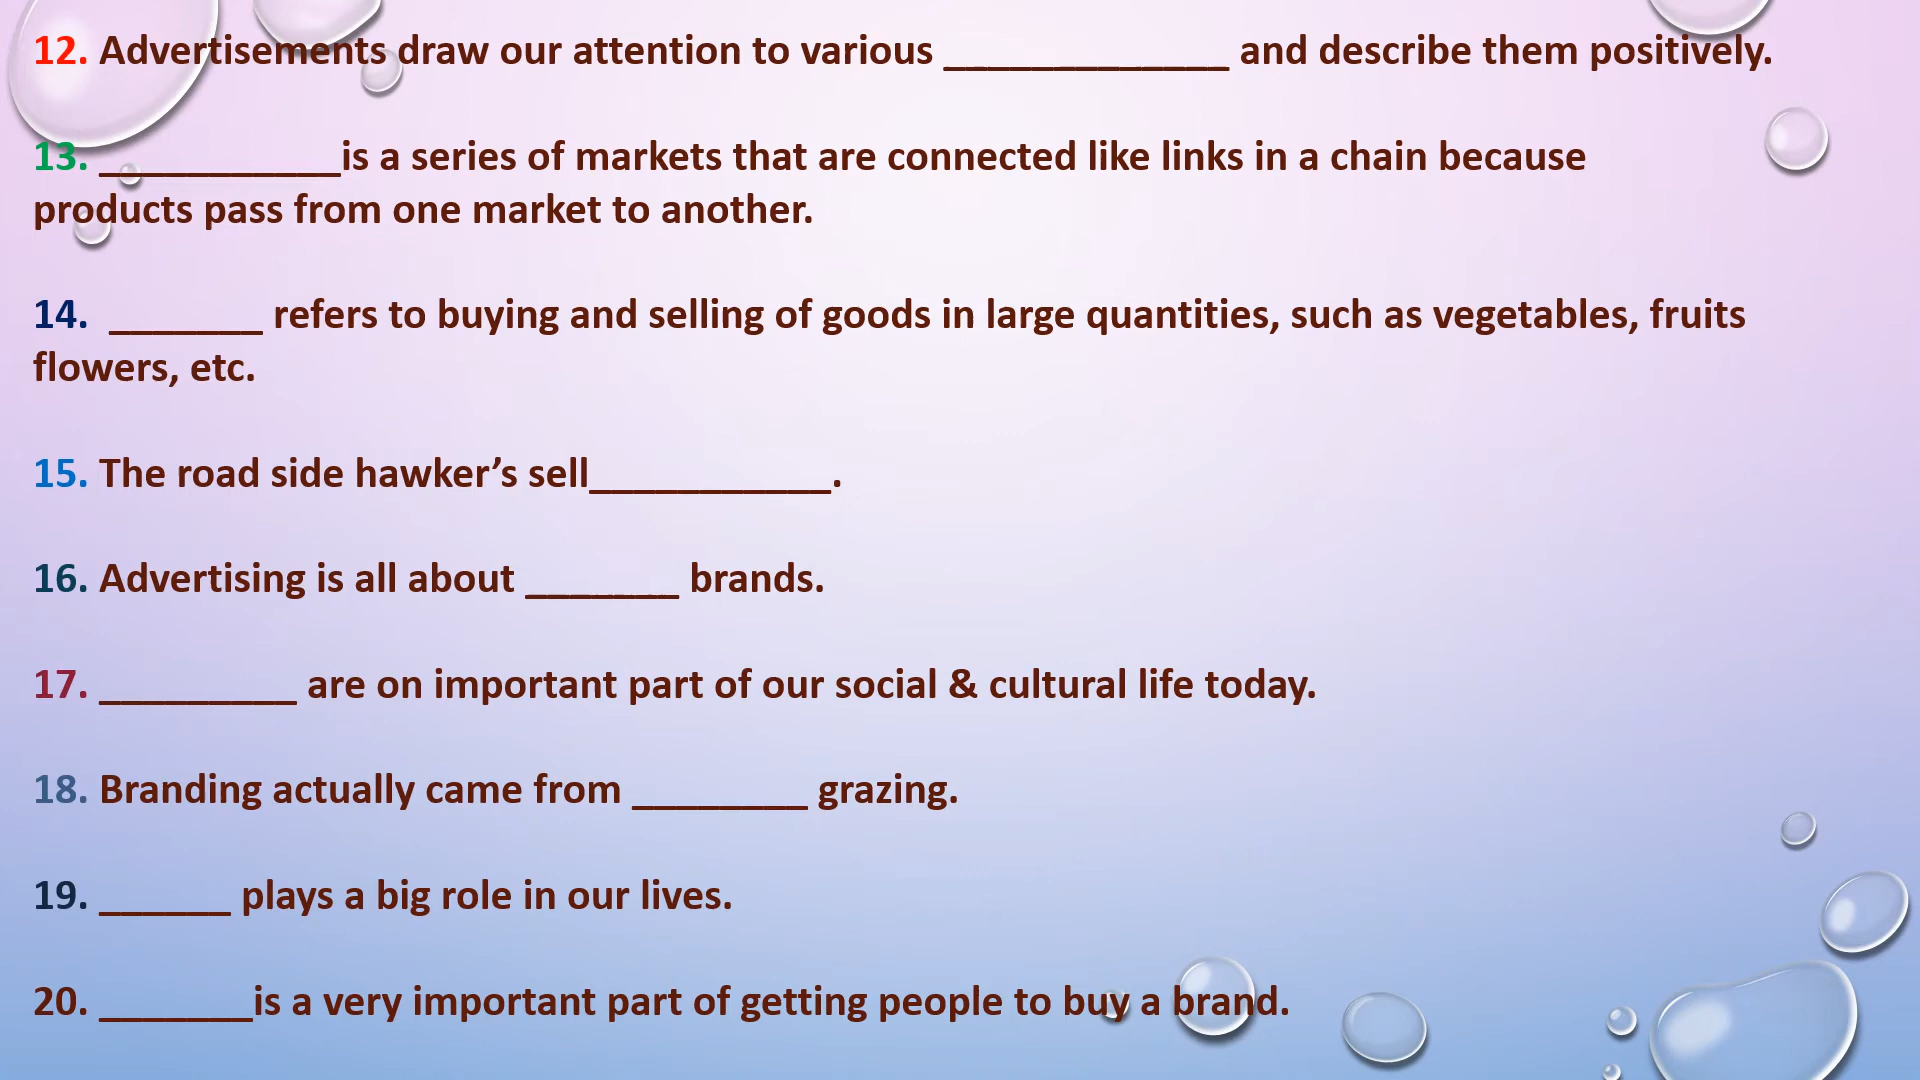 12. Advertisements draw our attention to various _____________ and describe them positively.
13. ___________is a series of markets that are connected like links in a chain because
products pass from one market to another.
14. _______ refers to buying and selling of goods in large quantities, such as vegetables, fruits
flowers, etc.
15. The road side hawker’s sell___________.
16. Advertising is all about _______ brands.
17. _________ are on important part of our social & cultural life today.
18. Branding actually came from ________ grazing.
19. ______ plays a big role in our lives.
20. _______is a very important part of getting people to buy a brand.